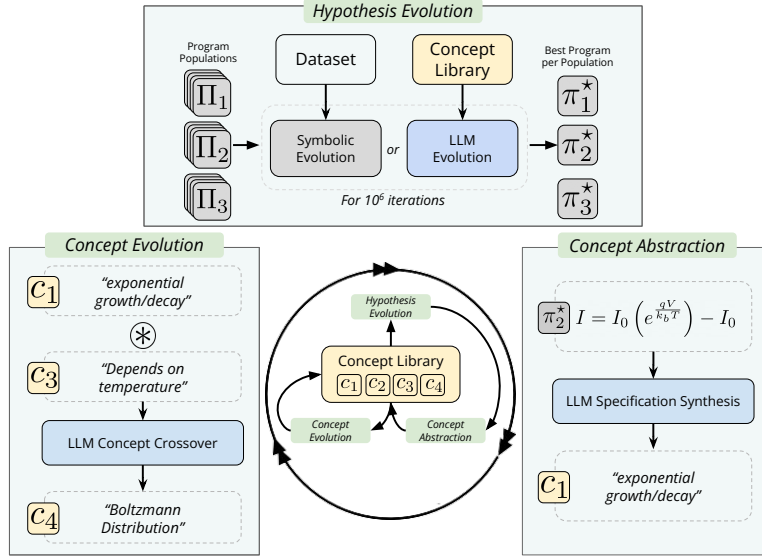 Hypothesis Evolution
Program
Populations
Π₁
Π₂
Π₃
Dataset
Concept
Library
Symbolic
Evolution
or
LLM
Evolution
For 10⁶ iterations
Best Program
per Population
π₁⋆
π₂⋆
π₃⋆
Concept Evolution
c₁
“exponential
growth/decay”
⊛
c₃
“Depends on
temperature”
LLM Concept Crossover
c₄
“Boltzmann
Distribution”
Hypothesis
Evolution
Concept Library
c₁ c₂ c₃ c₄
Concept
Evolution
Concept
Abstraction
Concept Abstraction
π₂⋆ I = I₀ (e^{qV/k_bT}) − I₀
LLM Specification Synthesis
c₁
“exponential
growth/decay”